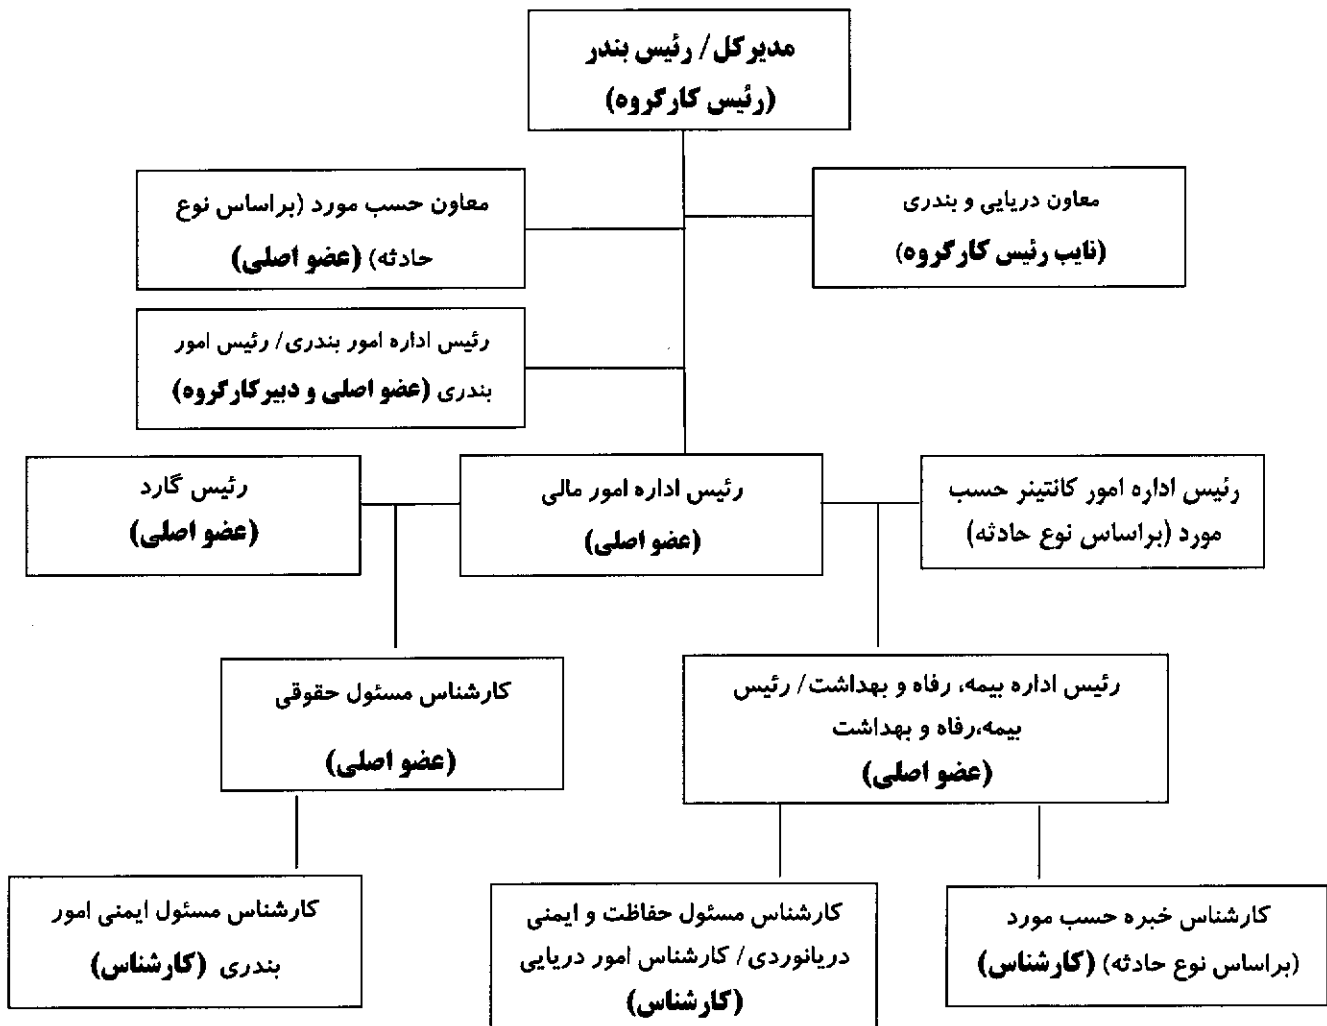 مدیرکل/ رئیس بندر
(رئیس کارگروه)
معاون دریایی و بندری
(نایب رئیس کارگروه)
معاون حسب مورد (براساس نوع
حادثه) (عضو اصلی)
رئیس اداره امور بندری/ رئیس امور
بندری (عضو اصلی و دبیرکارگروه)
رئیس اداره امور کانتینر حسب
مورد (براساس نوع حادثه)
رئیس اداره امور مالی
(عضو اصلی)
رئیس گارد
(عضو اصلی)
رئیس اداره بیمه، رفاه و بهداشت/ رئیس
بیمه،رفاه و بهداشت
(عضو اصلی)
کارشناس مسئول حقوقی
(عضو اصلی)
کارشناس خبره حسب مورد
(براساس نوع حادثه) (کارشناس)
کارشناس مسئول حفاظت و ایمنی
دریانوردی/ کارشناس امور دریایی
(کارشناس)
کارشناس مسئول ایمنی امور
بندری (کارشناس)